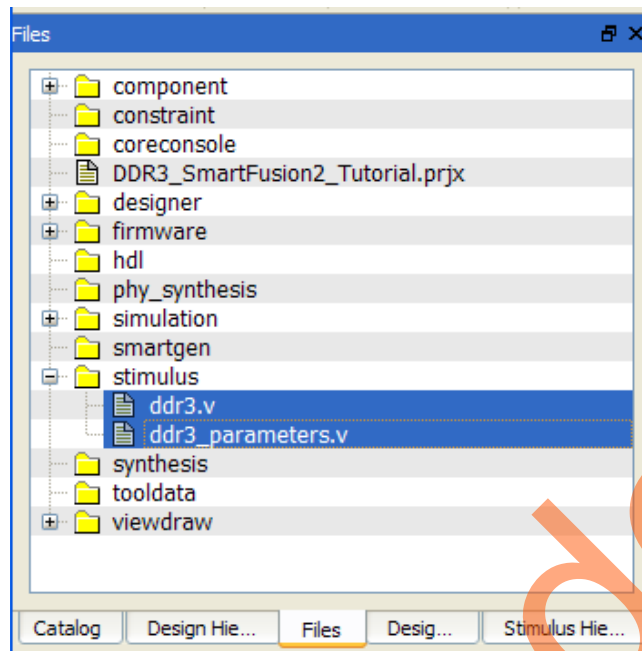 Files
component
constraint
coreconsole
DDR3_SmartFusion2_Tutorial.prjx
designer
firmware
hdl
phy_synthesis
simulation
smartgen
stimulus
ddr3.v
ddr3_parameters.v
synthesis
tooldata
viewdraw
Catalog Design Hie... Files Desig... Stimulus Hie...